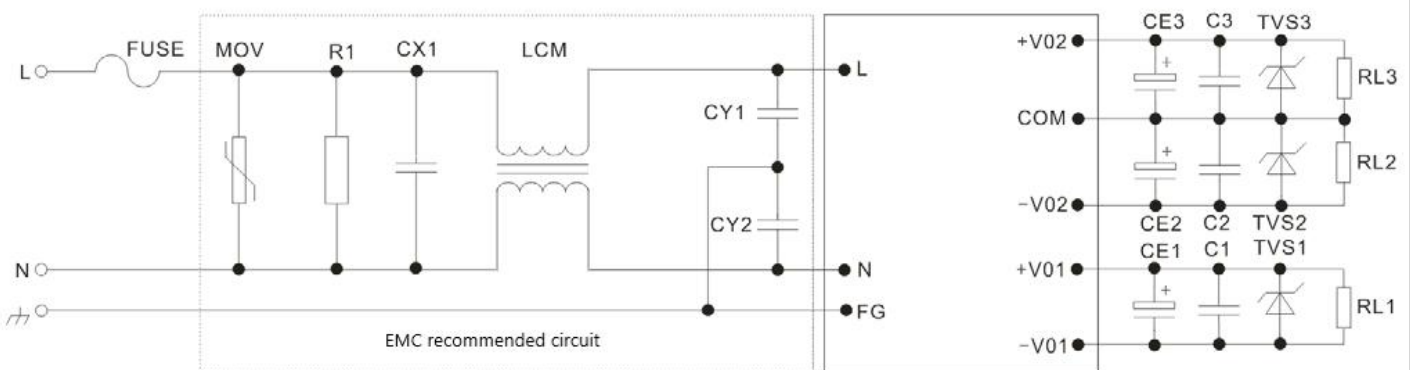 FUSE MOV R1 CX1 LCM
L
CY1
CY2
N
EMC recommended circuit
L
N
FG
+V02
COM
−V02
+V01
−V01
CE3 C3 TVS3
+
RL3
+
RL2
CE2 C2 TVS2
CE1 C1 TVS1
+
RL1